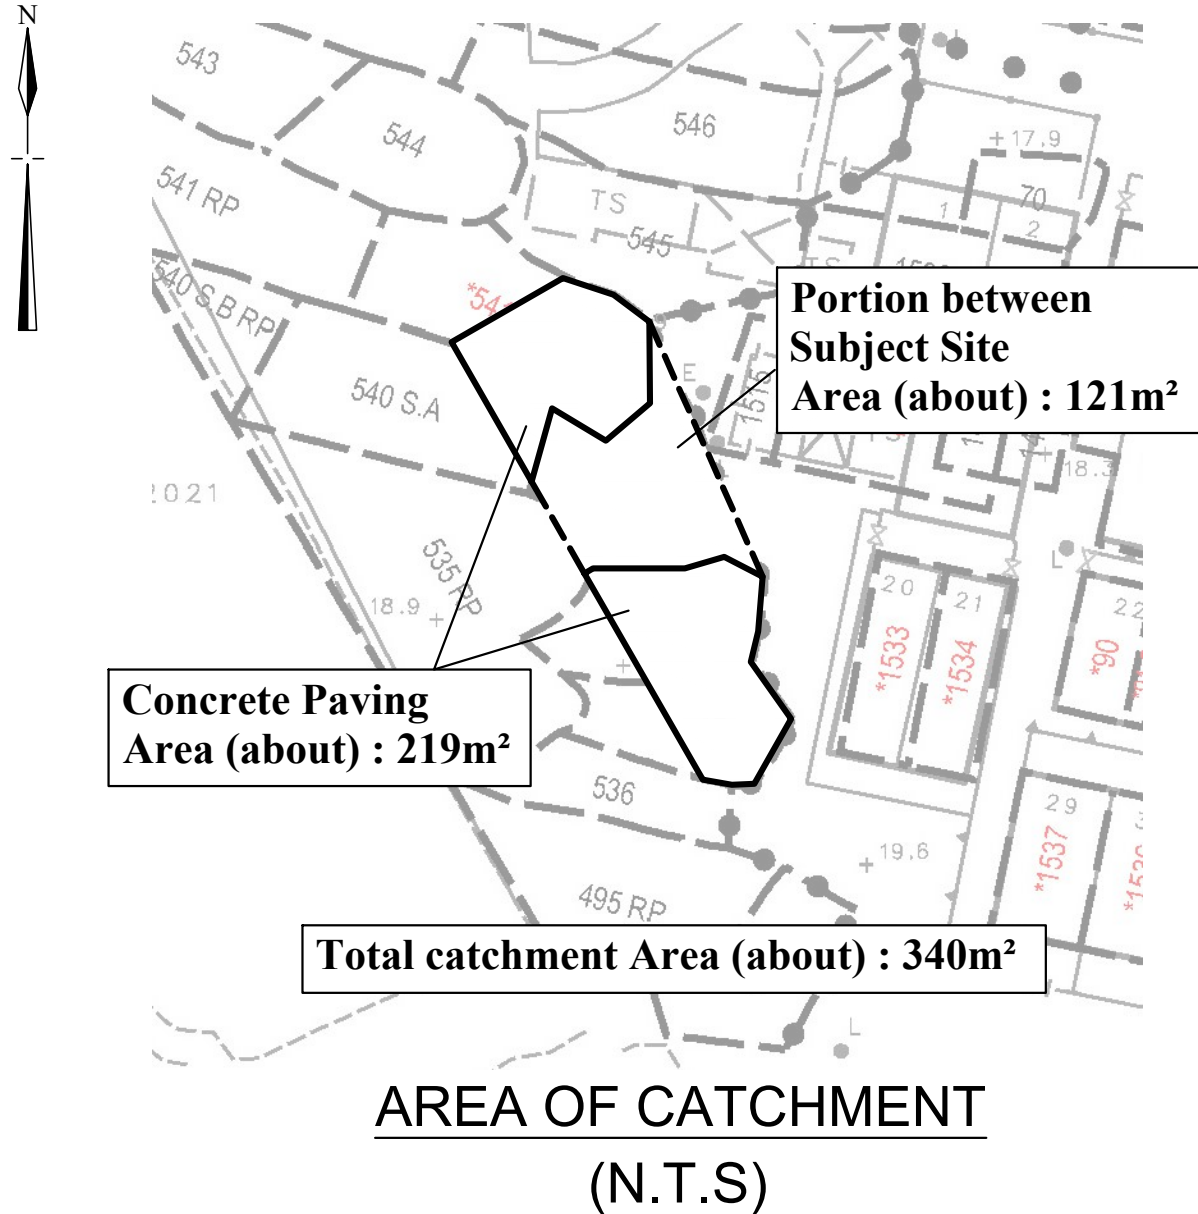 N
543
544
546
+17.9
541 RP
TS
545
70
1
2
540 S.B RP
Portion between
Subject Site
Area (about) : 121m²
E
1515
540 S.A
TS
18.3
2021
535 RP
18.9
L
20
21
22
*1533
*1534
*90
Concrete Paving
Area (about) : 219m²
536
29
*1537
19.6
495 RP
Total catchment Area (about) : 340m²
L
AREA OF CATCHMENT
(N.T.S)